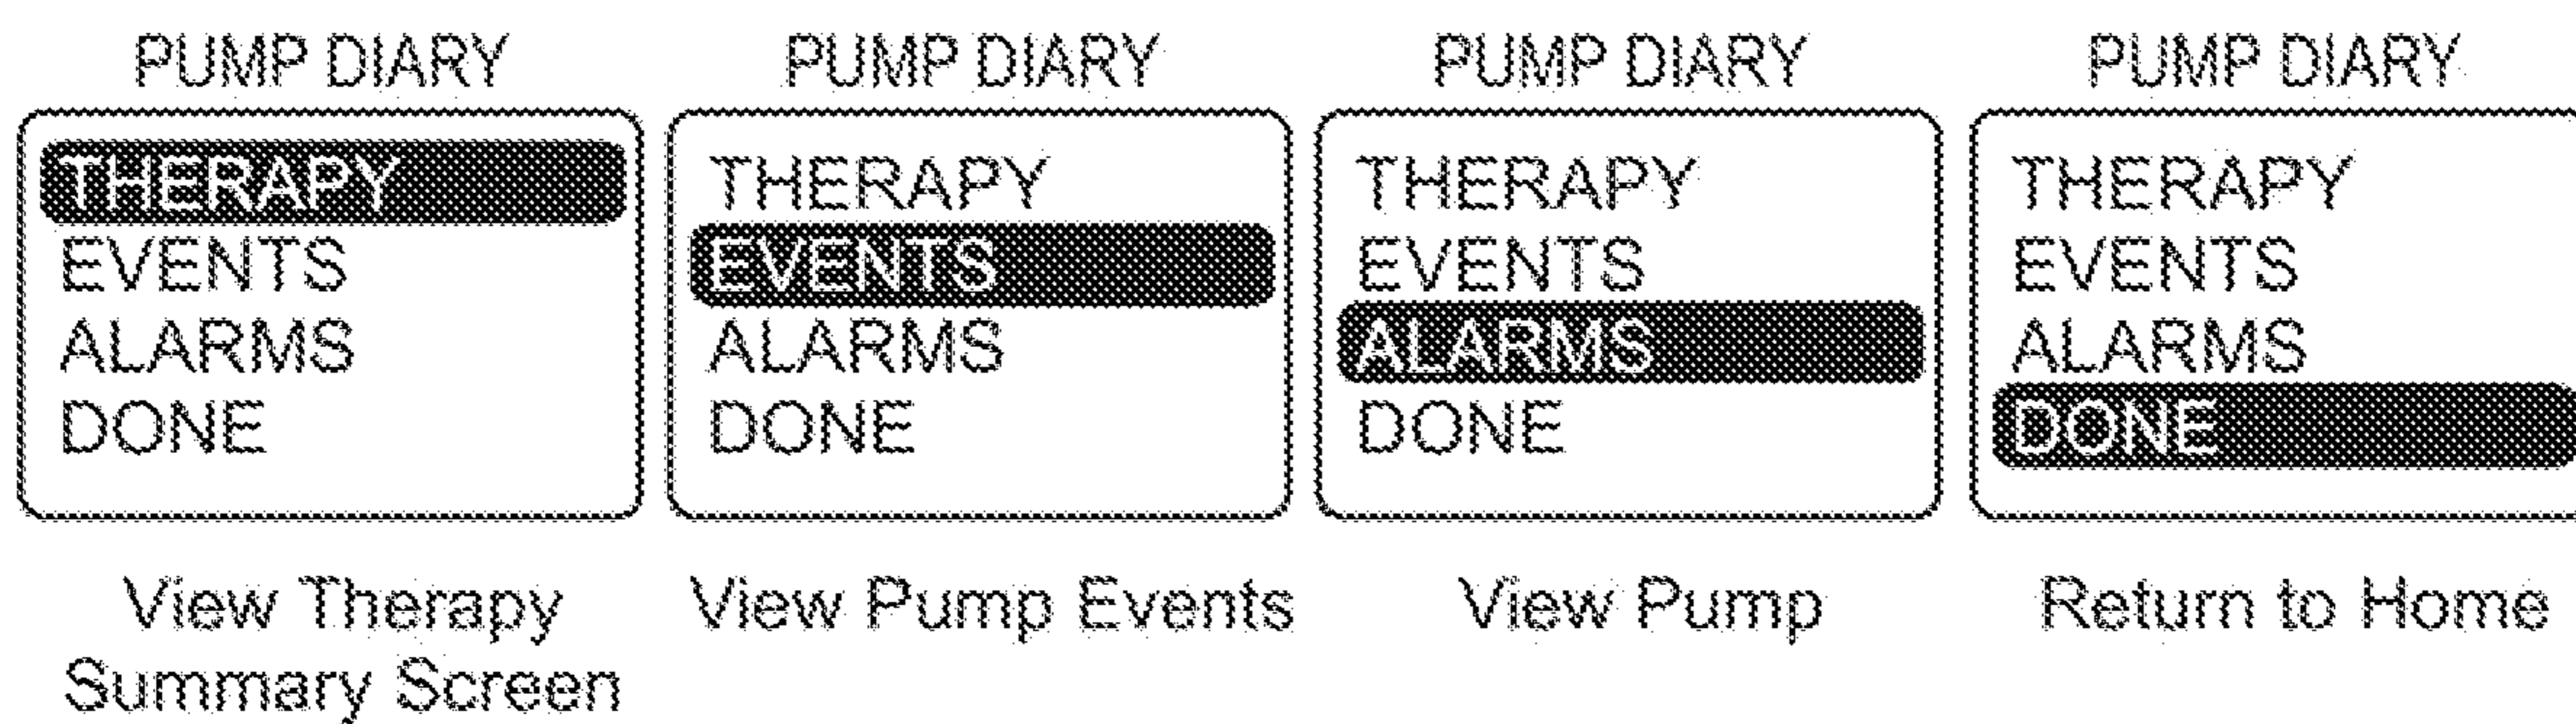 PUMP DIARY
THERAPY
EVENTS
ALARMS
DONE
View Therapy
Summary Screen
PUMP DIARY
THERAPY
EVENTS
ALARMS
DONE
View Pump Events
PUMP DIARY
THERAPY
EVENTS
ALARMS
DONE
View Pump
PUMP DIARY
THERAPY
EVENTS
ALARMS
DONE
Return to Home